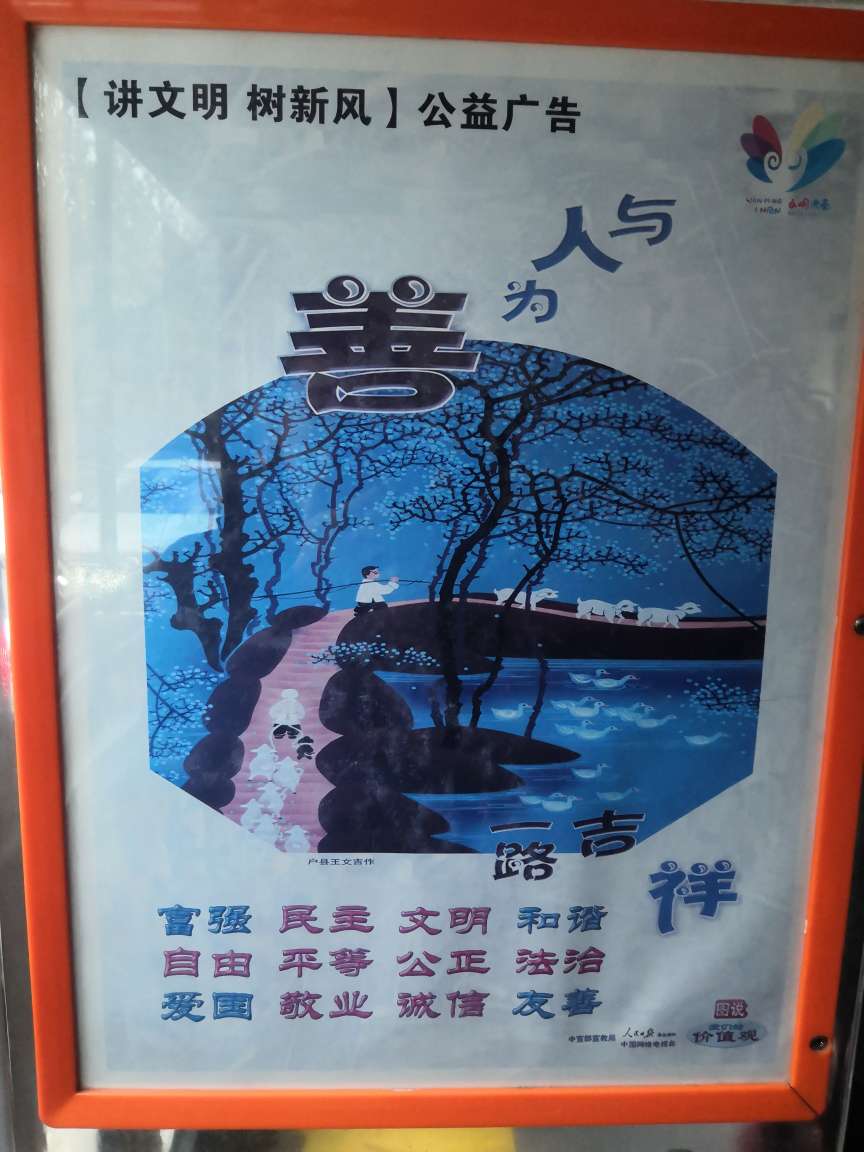 【讲文明 树新风】公益广告
与人为善
一路吉祥
户县王文吉作
富强 民主 文明 和谐
自由 平等 公正 法治
爱国 敬业 诚信 友善
图说
我们的
价值观
中宣部宣教局
人民日报
中国网络电视台